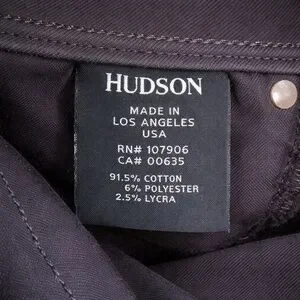 HUDSON
MADE IN
LOS ANGELES
USA
RN# 107906
CA# 00635
91.5% COTTON
6% POLYESTER
2.5% LYCRA